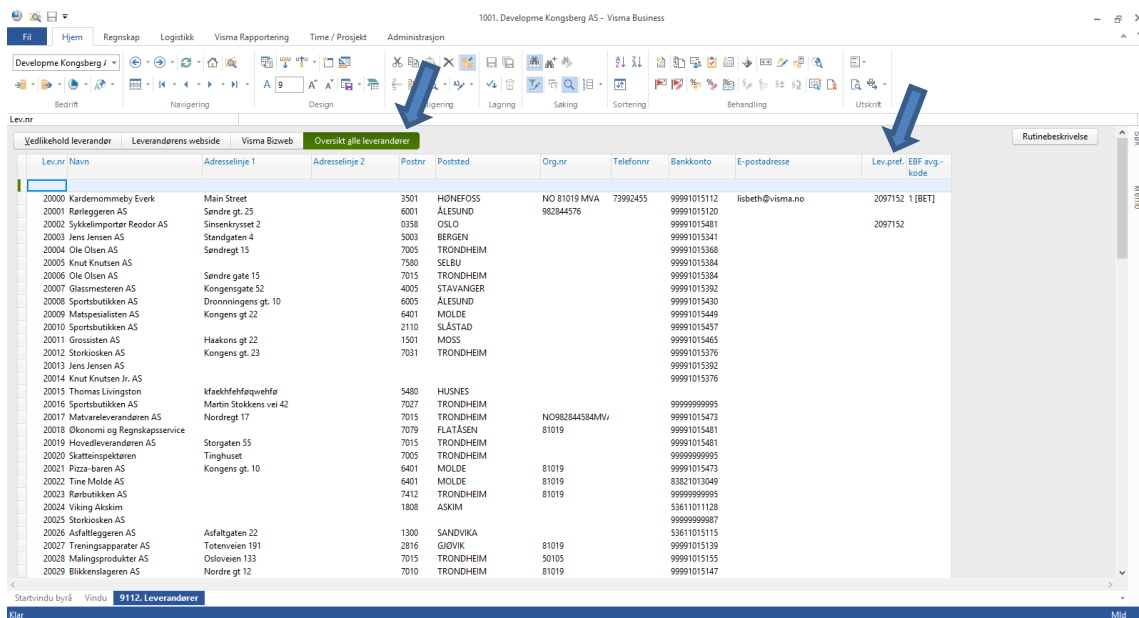 1001. Developme Kongsberg AS - Visma Business
Fil Hjem Regnskap Logistikk Visma Rapportering Time / Prosjekt Administrasjon
Developme Kongsberg A
A 9 A A
Bedrift Navigering Design Lagring Søking Sortering Behandling Utskrift
Lev.nr
Vedlikehold leverandør Leverandørens webside Visma Bizweb Oversikt alle leverandører Rutinebeskrivelse
Søk
Memo
Lev.nr Navn Adresselinje 1 Adresselinje 2 Postnr Poststed Org.nr Telefonnr Bankkonto E-postadresse Lev.pref. EBF avg.-
kode
20000 Kardemommeby Everk Main Street 3501 HØNEFOSS NO 81019 MVA 73992455 99991015112 lisbeth@visma.no 2097152 1 [BET]
20001 Rørleggeren AS Søndre gt. 25 6001 ÅLESUND 982844576 99991015120
20002 Sykkelimportør Reodor AS Sinsenkrysset 2 0358 OSLO 99991015481 2097152
20003 Jens Jensen AS Standgaten 4 5003 BERGEN 99991015341
20004 Ole Olsen AS Søndregt 15 7005 TRONDHEIM 99991015368
20005 Knut Knutsen AS 7580 SELBU 99991015384
20006 Ole Olsen AS Søndre gate 15 7015 TRONDHEIM 99991015384
20007 Glassmesteren AS Kongensgate 52 4005 STAVANGER 99991015392
20008 Sportsbutikken AS Dronnningens gt. 10 6005 ÅLESUND 99991015430
20009 Matspesialisten AS Kongens gt 22 6401 MOLDE 99991015449
20010 Sportsbutikken AS 2110 SLÅSTAD 99991015457
20011 Grossisten AS Haakons gt 22 1501 MOSS 99991015465
20012 Storkiosken AS Kongens gt. 23 7031 TRONDHEIM 99991015376
20013 Jens Jensen AS 99991015392
20014 Knut Knutsen Jr. AS 99991015376
20015 Thomas Livingston kfaekhfehføqwehfø 5480 HUSNES
20016 Sportsbutikken AS Martin Stokkens vei 42 7027 TRONDHEIM 99999999995
20017 Matvareleverandøren AS Nordregt 17 7015 TRONDHEIM NO982844584MV 99991015473
20018 Økonomi og Regnskapsservice 7079 FLATÅSEN 81019 99991015481
20019 Hovedleverandøren AS Storgaten 55 7015 TRONDHEIM 99991015481
20020 Skatteinspektøren Tinghuset 7005 TRONDHEIM 99999999995
20021 Pizza-baren AS Kongens gt. 10 6401 MOLDE 81019 99991015473
20022 Tine Molde AS 6401 MOLDE 81019 83821013049
20023 Rørbutikken AS 7412 TRONDHEIM 81019 99999999995
20024 Viking Akskim 1808 ASKIM 53611011128
20025 Storkiosken AS 99999999987
20026 Asfaltleggeren AS Asfaltgaten 22 1300 SANDVIKA 53611015115
20027 Treningsapparater AS Totenveien 191 2816 GJØVIK 81019 99991015139
20028 Malingsprodukter AS Osloveien 133 7015 TRONDHEIM 50105 99991015155
20029 Blikkenslageren AS Nordre gt 12 7010 TRONDHEIM 81019 99991015147
Startvindu byrå Vindu 9112. Leverandører
Klar Mld